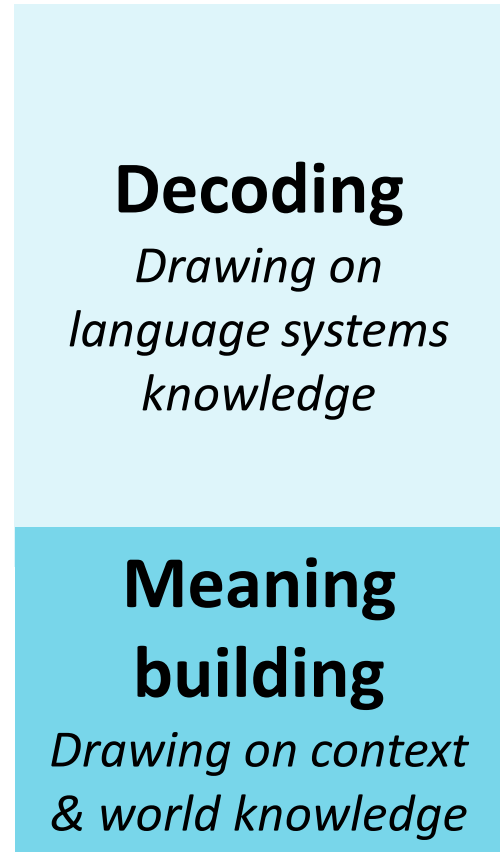 Decoding
Drawing on
language systems
knowledge
Meaning
building
Drawing on context
& world knowledge